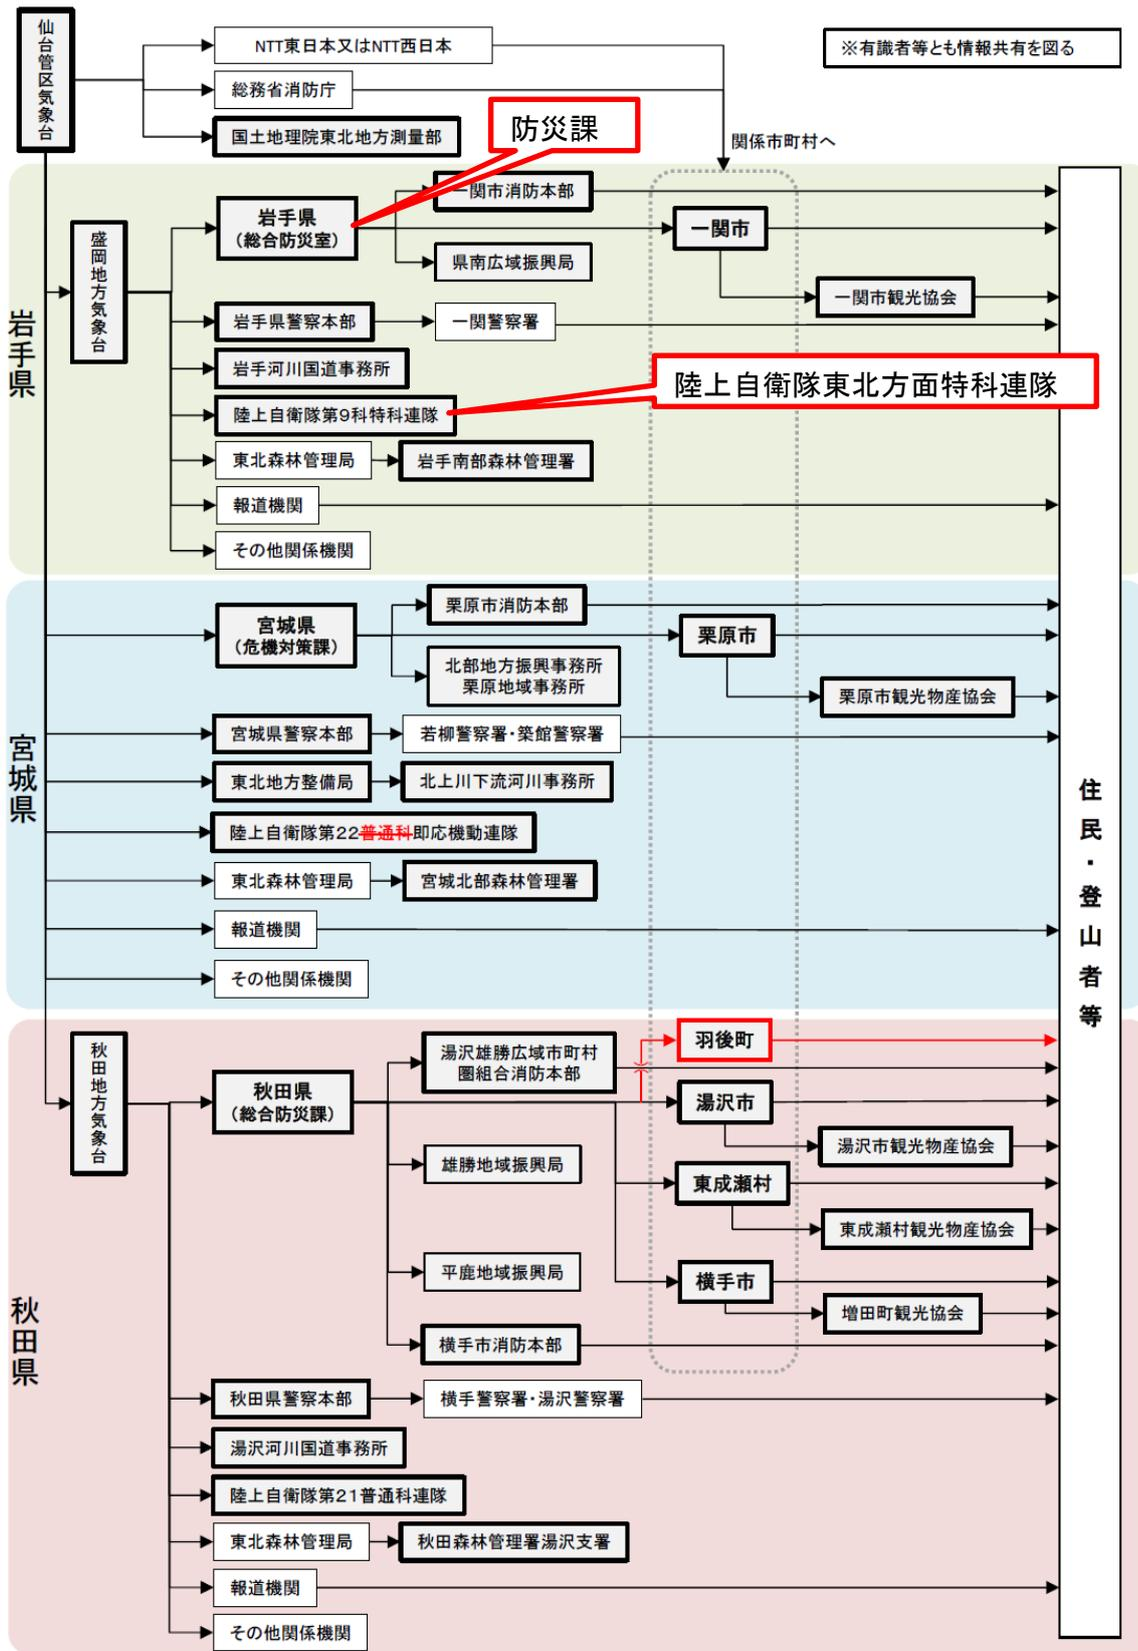 仙台管区気象台
NTT東日本又はNTT西日本
※有識者等とも情報共有を図る
総務省消防庁
国土地理院東北地方測量部
防災課
関係市町村へ
岩手県
盛岡地方気象台
岩手県
(総合防災室)
一関市消防本部
一関市
県南広域振興局
一関市観光協会
岩手県警察本部
一関警察署
岩手河川国道事務所
陸上自衛隊第9科特科連隊
陸上自衛隊東北方面特科連隊
東北森林管理局
岩手南部森林管理署
報道機関
その他関係機関
宮城県
宮城県
(危機対策課)
栗原市消防本部
栗原市
北部地方振興事務所
栗原地域事務所
栗原市観光物産協会
宮城県警察本部
若柳警察署・築館警察署
東北地方整備局
北上川下流河川事務所
陸上自衛隊第22普通科即応機動連隊
東北森林管理局
宮城北部森林管理署
報道機関
その他関係機関
住民・登山者等
秋田県
秋田地方気象台
秋田県
(総合防災課)
湯沢雄勝広域市町村
圏組合消防本部
羽後町
湯沢市
湯沢市観光物産協会
雄勝地域振興局
東成瀬村
東成瀬村観光物産協会
平鹿地域振興局
横手市
増田町観光協会
横手市消防本部
秋田県警察本部
横手警察署・湯沢警察署
湯沢河川国道事務所
陸上自衛隊第21普通科連隊
東北森林管理局
秋田森林管理署湯沢支署
報道機関
その他関係機関